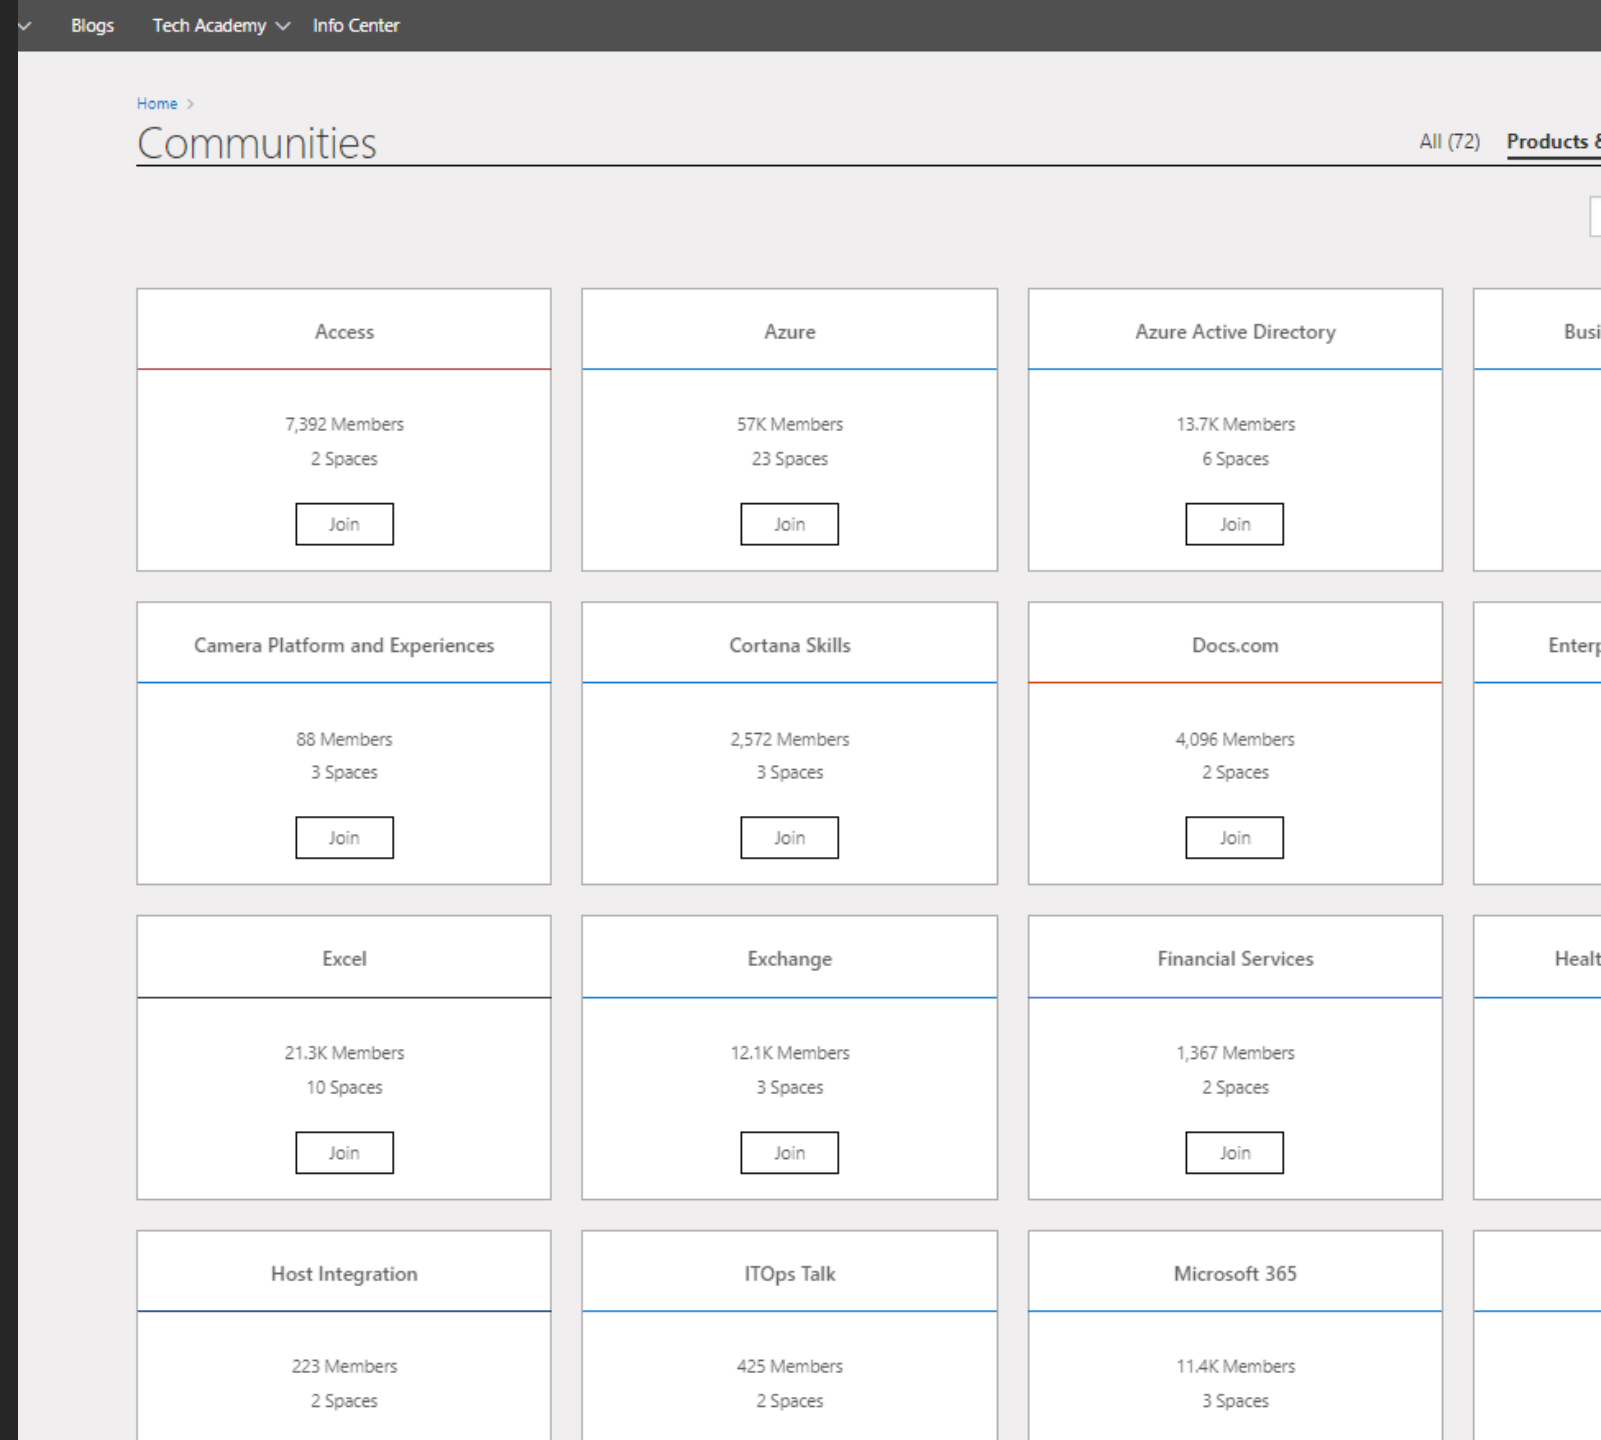 Blogs Tech Academy Info Center
Home
Communities All (72) Products &
Access Azure Azure Active Directory
7,392 Members 57K Members 13.7K Members
2 Spaces 23 Spaces 6 Spaces
Join Join Join
Camera Platform and Experiences Cortana Skills Docs.com
88 Members 2,572 Members 4,096 Members
3 Spaces 3 Spaces 2 Spaces
Join Join Join
Excel Exchange Financial Services
21.3K Members 12.1K Members 1,367 Members
10 Spaces 3 Spaces 2 Spaces
Join Join Join
Host Integration ITOps Talk Microsoft 365
223 Members 425 Members 11.4K Members
2 Spaces 2 Spaces 3 Spaces